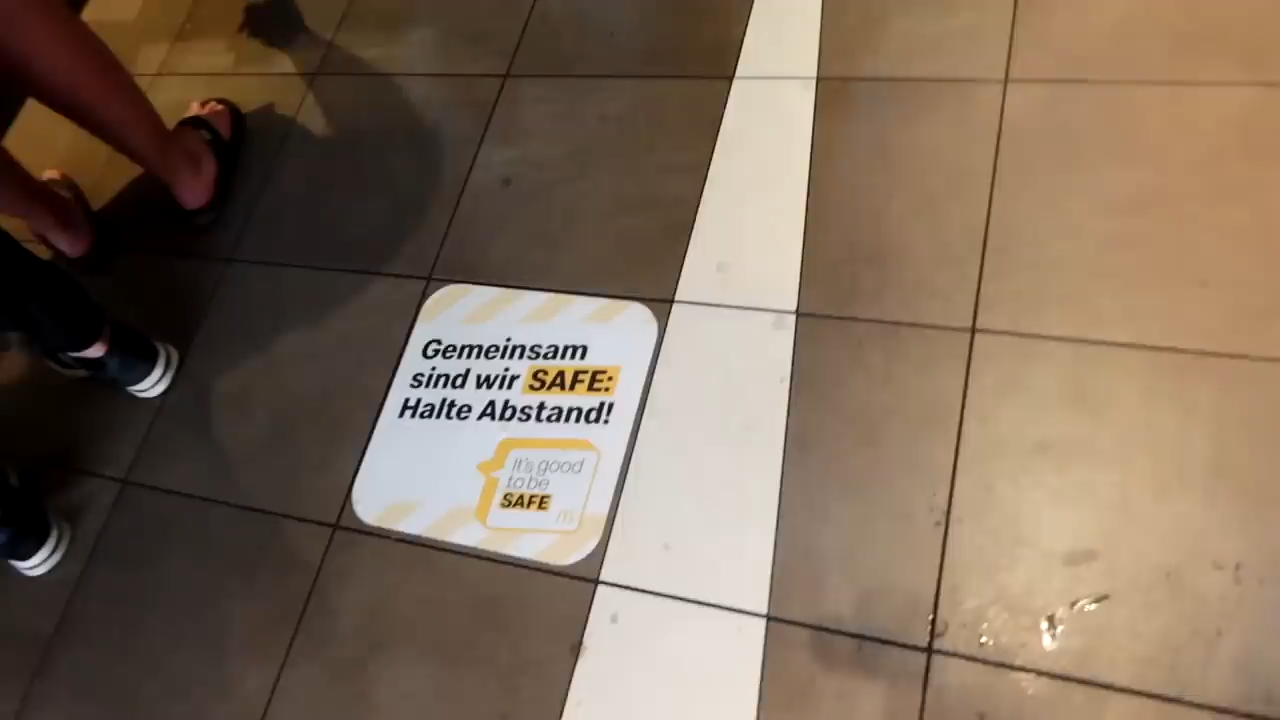 Gemeinsam
sind wir SAFE:
Halte Abstand!
It's good
to be
SAFE